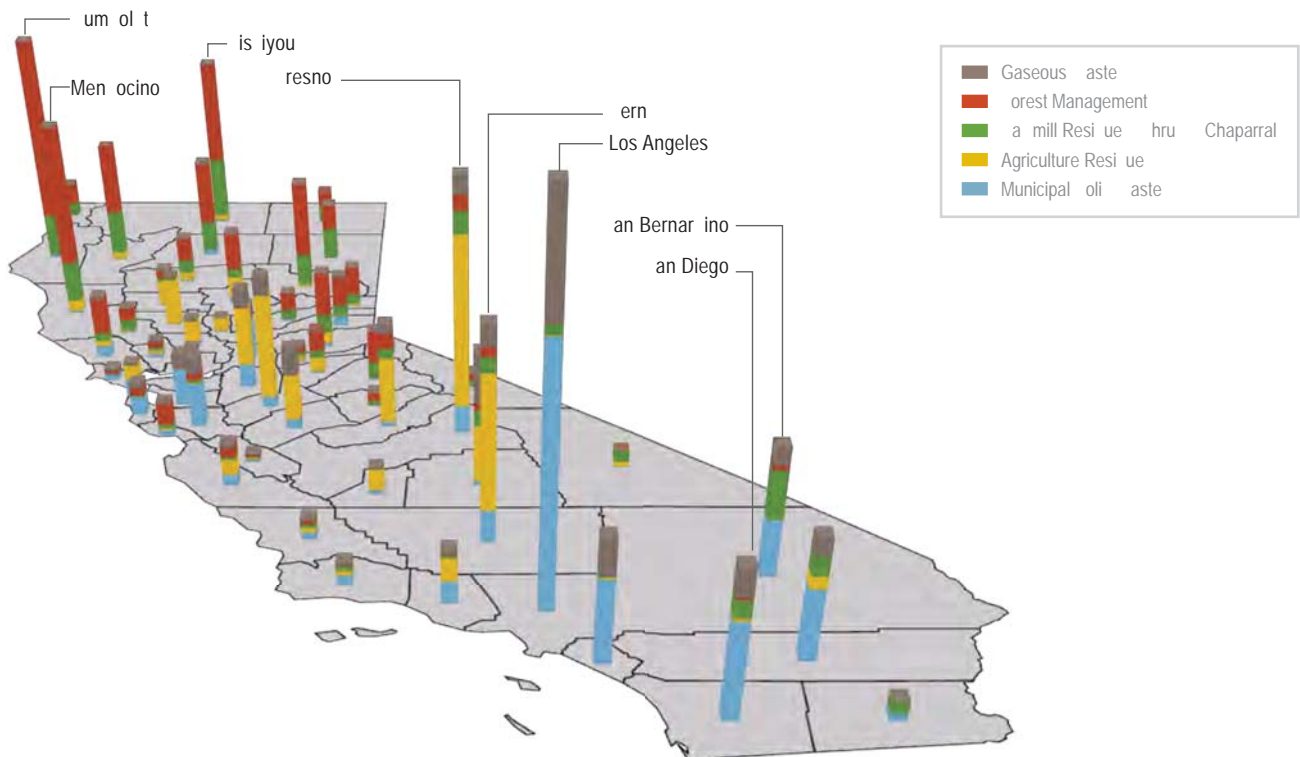 um ol t
is iyou
resno
Men ocino
ern
Los Angeles
an Bernar ino
an Diego
Gaseous aste
orest Management
a mill Resi ue hru Chaparral
Agriculture Resi ue
Municipal oli aste